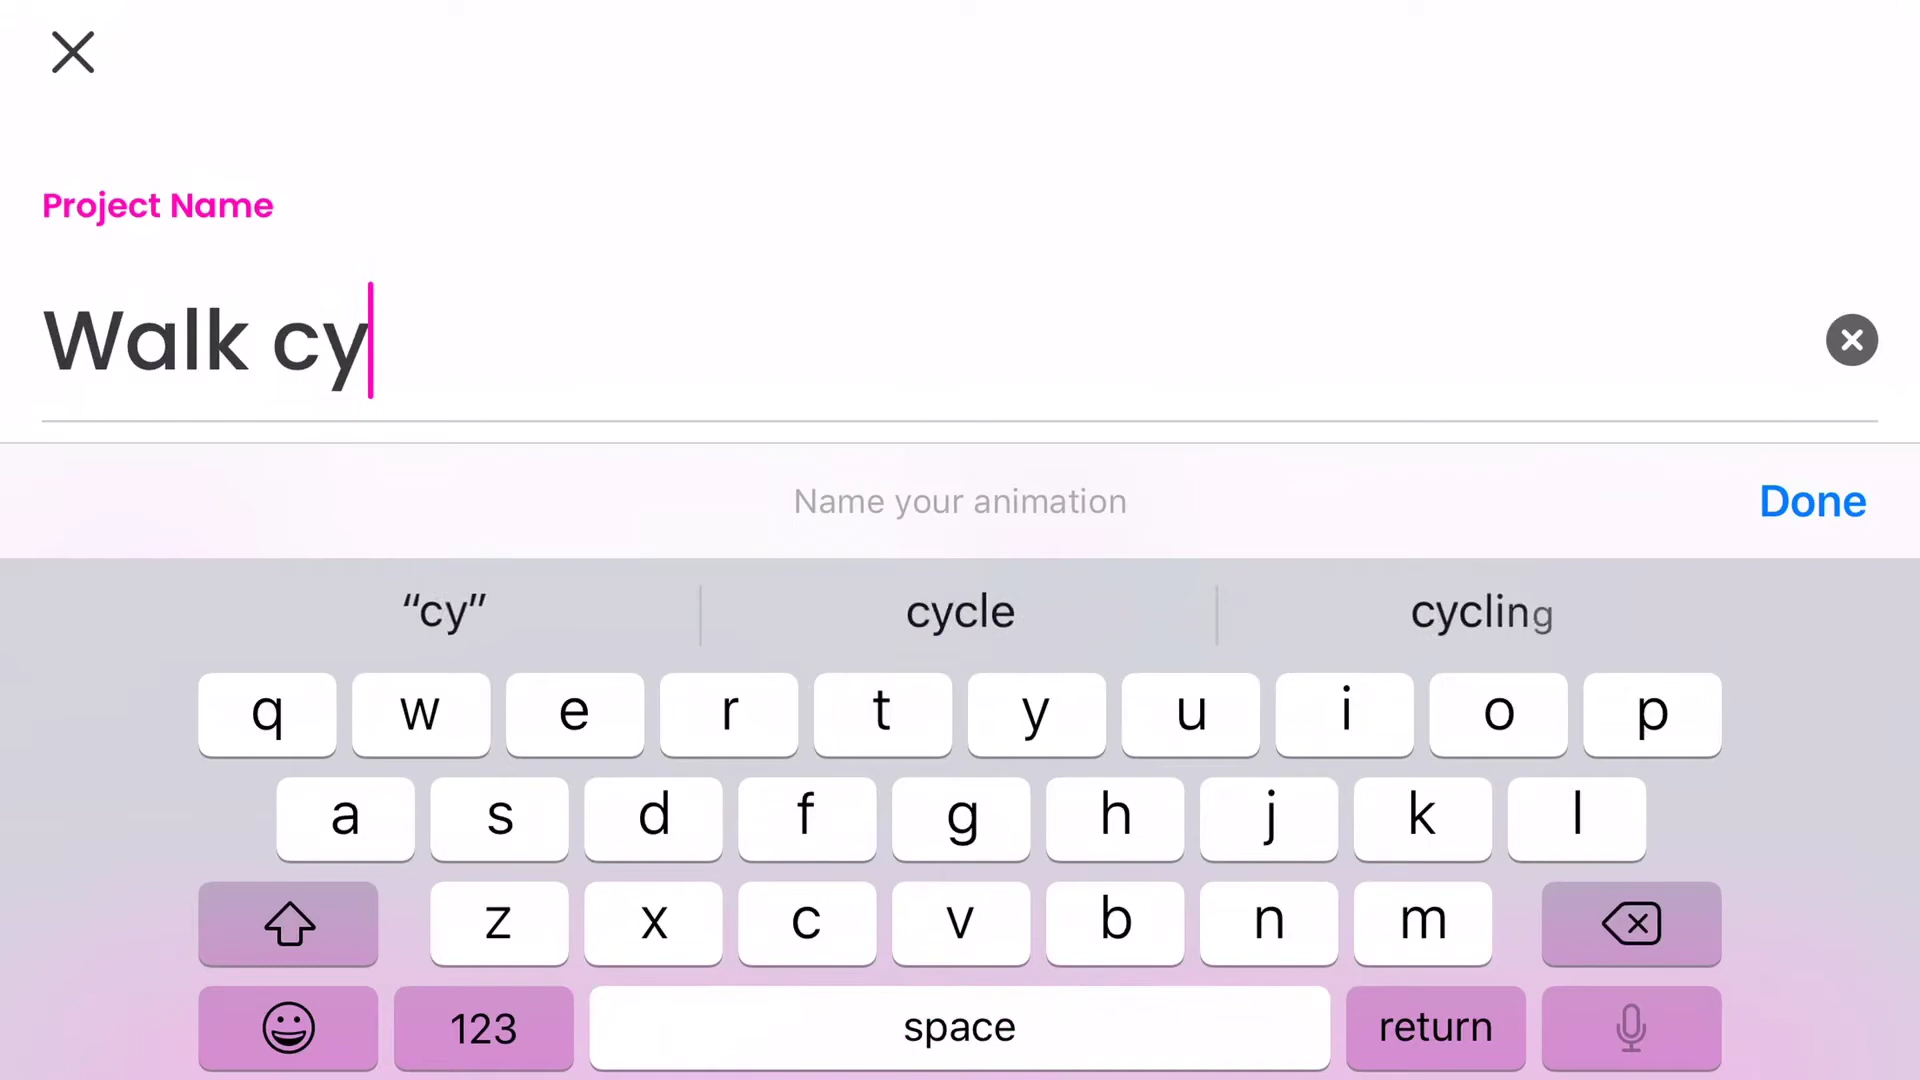 Project Name
Walk cy
Name your animation
Done
“cy” cycle cycling
q w e r t y u i o p
a s d f g h j k l
z x c v b n m
123 space return